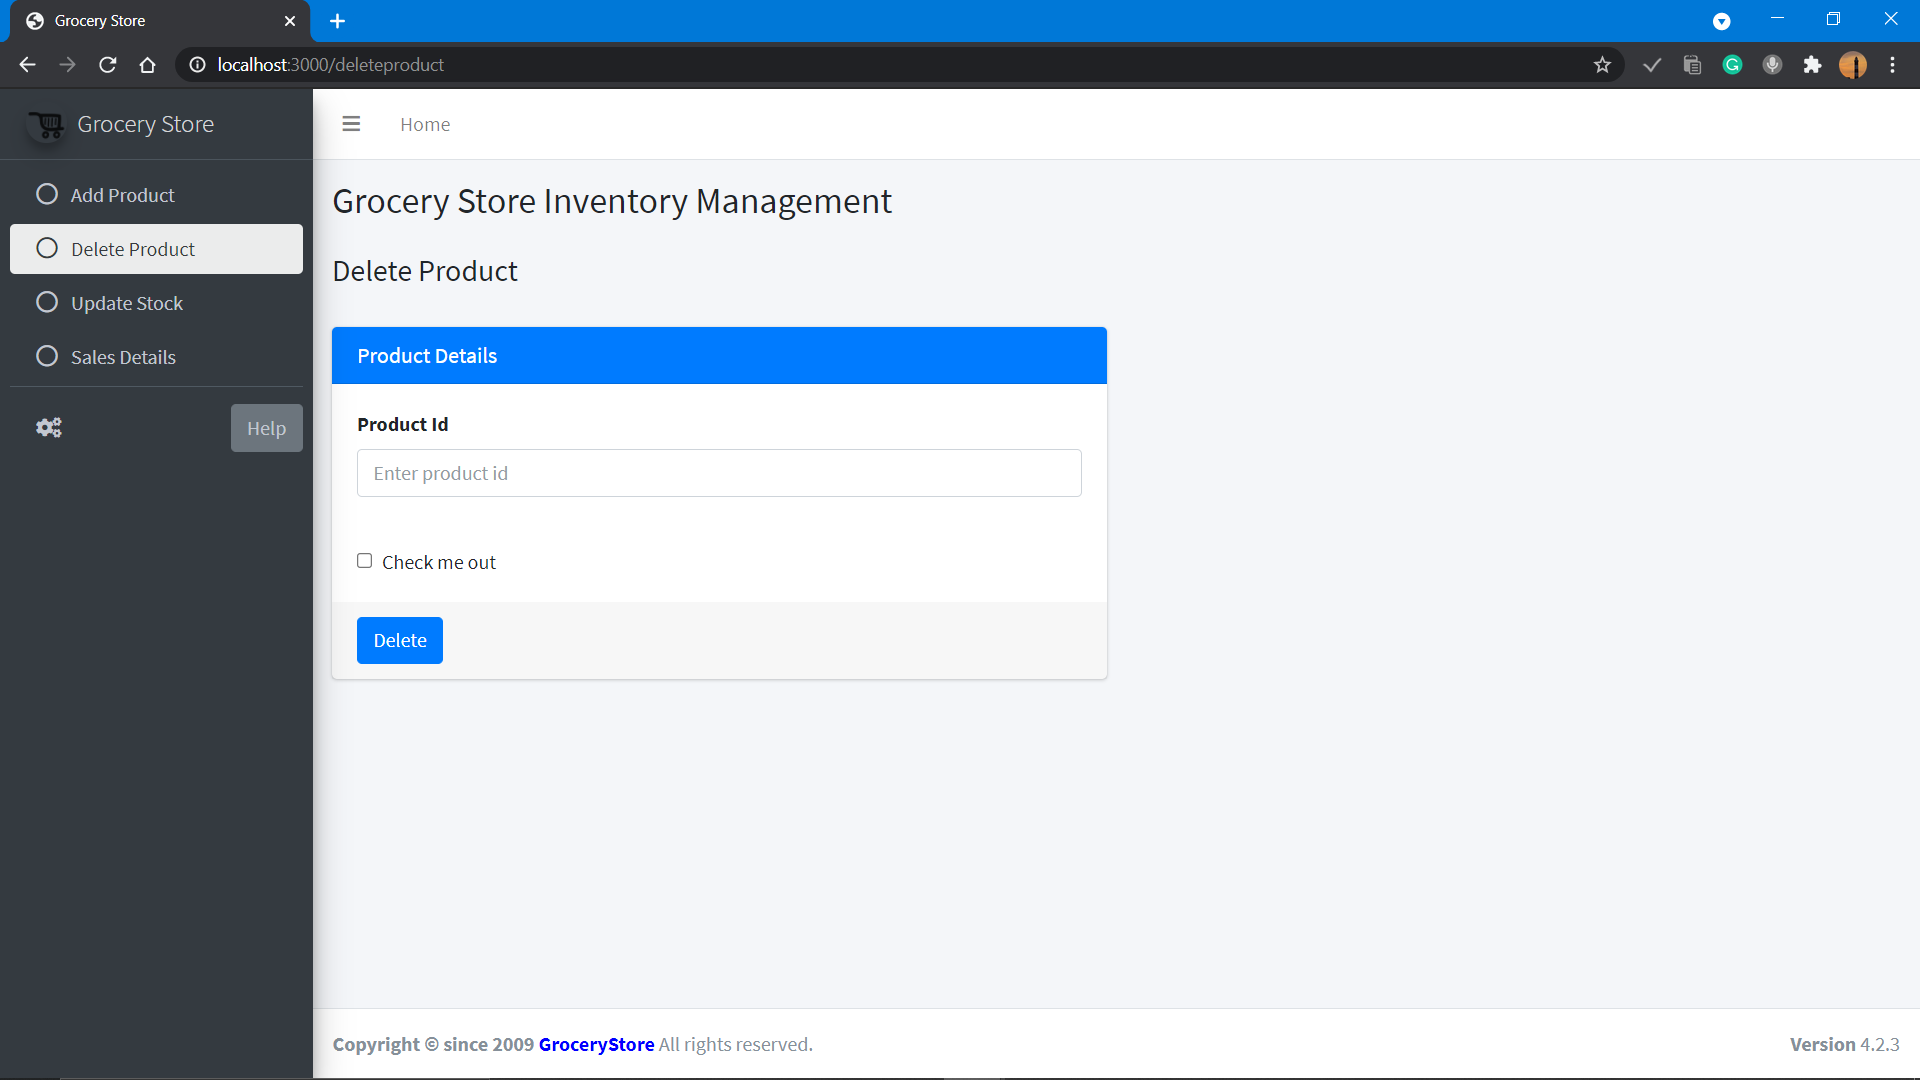 Grocery Store
localhost:3000/deleteproduct
Grocery Store
Home
Add Product
Delete Product
Update Stock
Sales Details
Help
Grocery Store Inventory Management
Delete Product
Product Details
Product Id
Enter product id
Check me out
Delete
Copyright © since 2009 GroceryStore All rights reserved.
Version 4.2.3